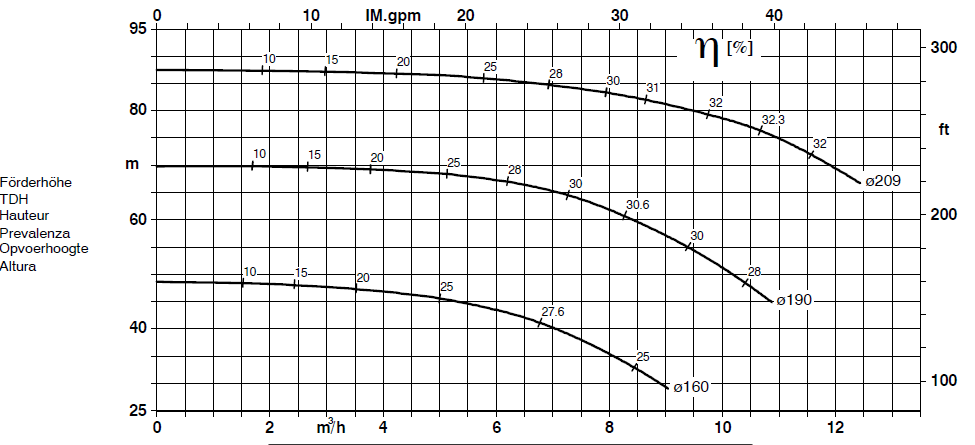 0 10 IM.gpm 20 30 40
95
η [%]
300
10 15 20 25 28 30 31 32 32.3 32
80
ft
m
10 15 20 25 28 30 30.6 30 28
ø209
Förderhöhe
TDH
Hauteur
Prevalenza
Opvoerhoogte
Altura
60
200
10 15 20 25 27.6 25
ø190
40
ø160
100
25
0 2 m³/h 4 6 8 10 12